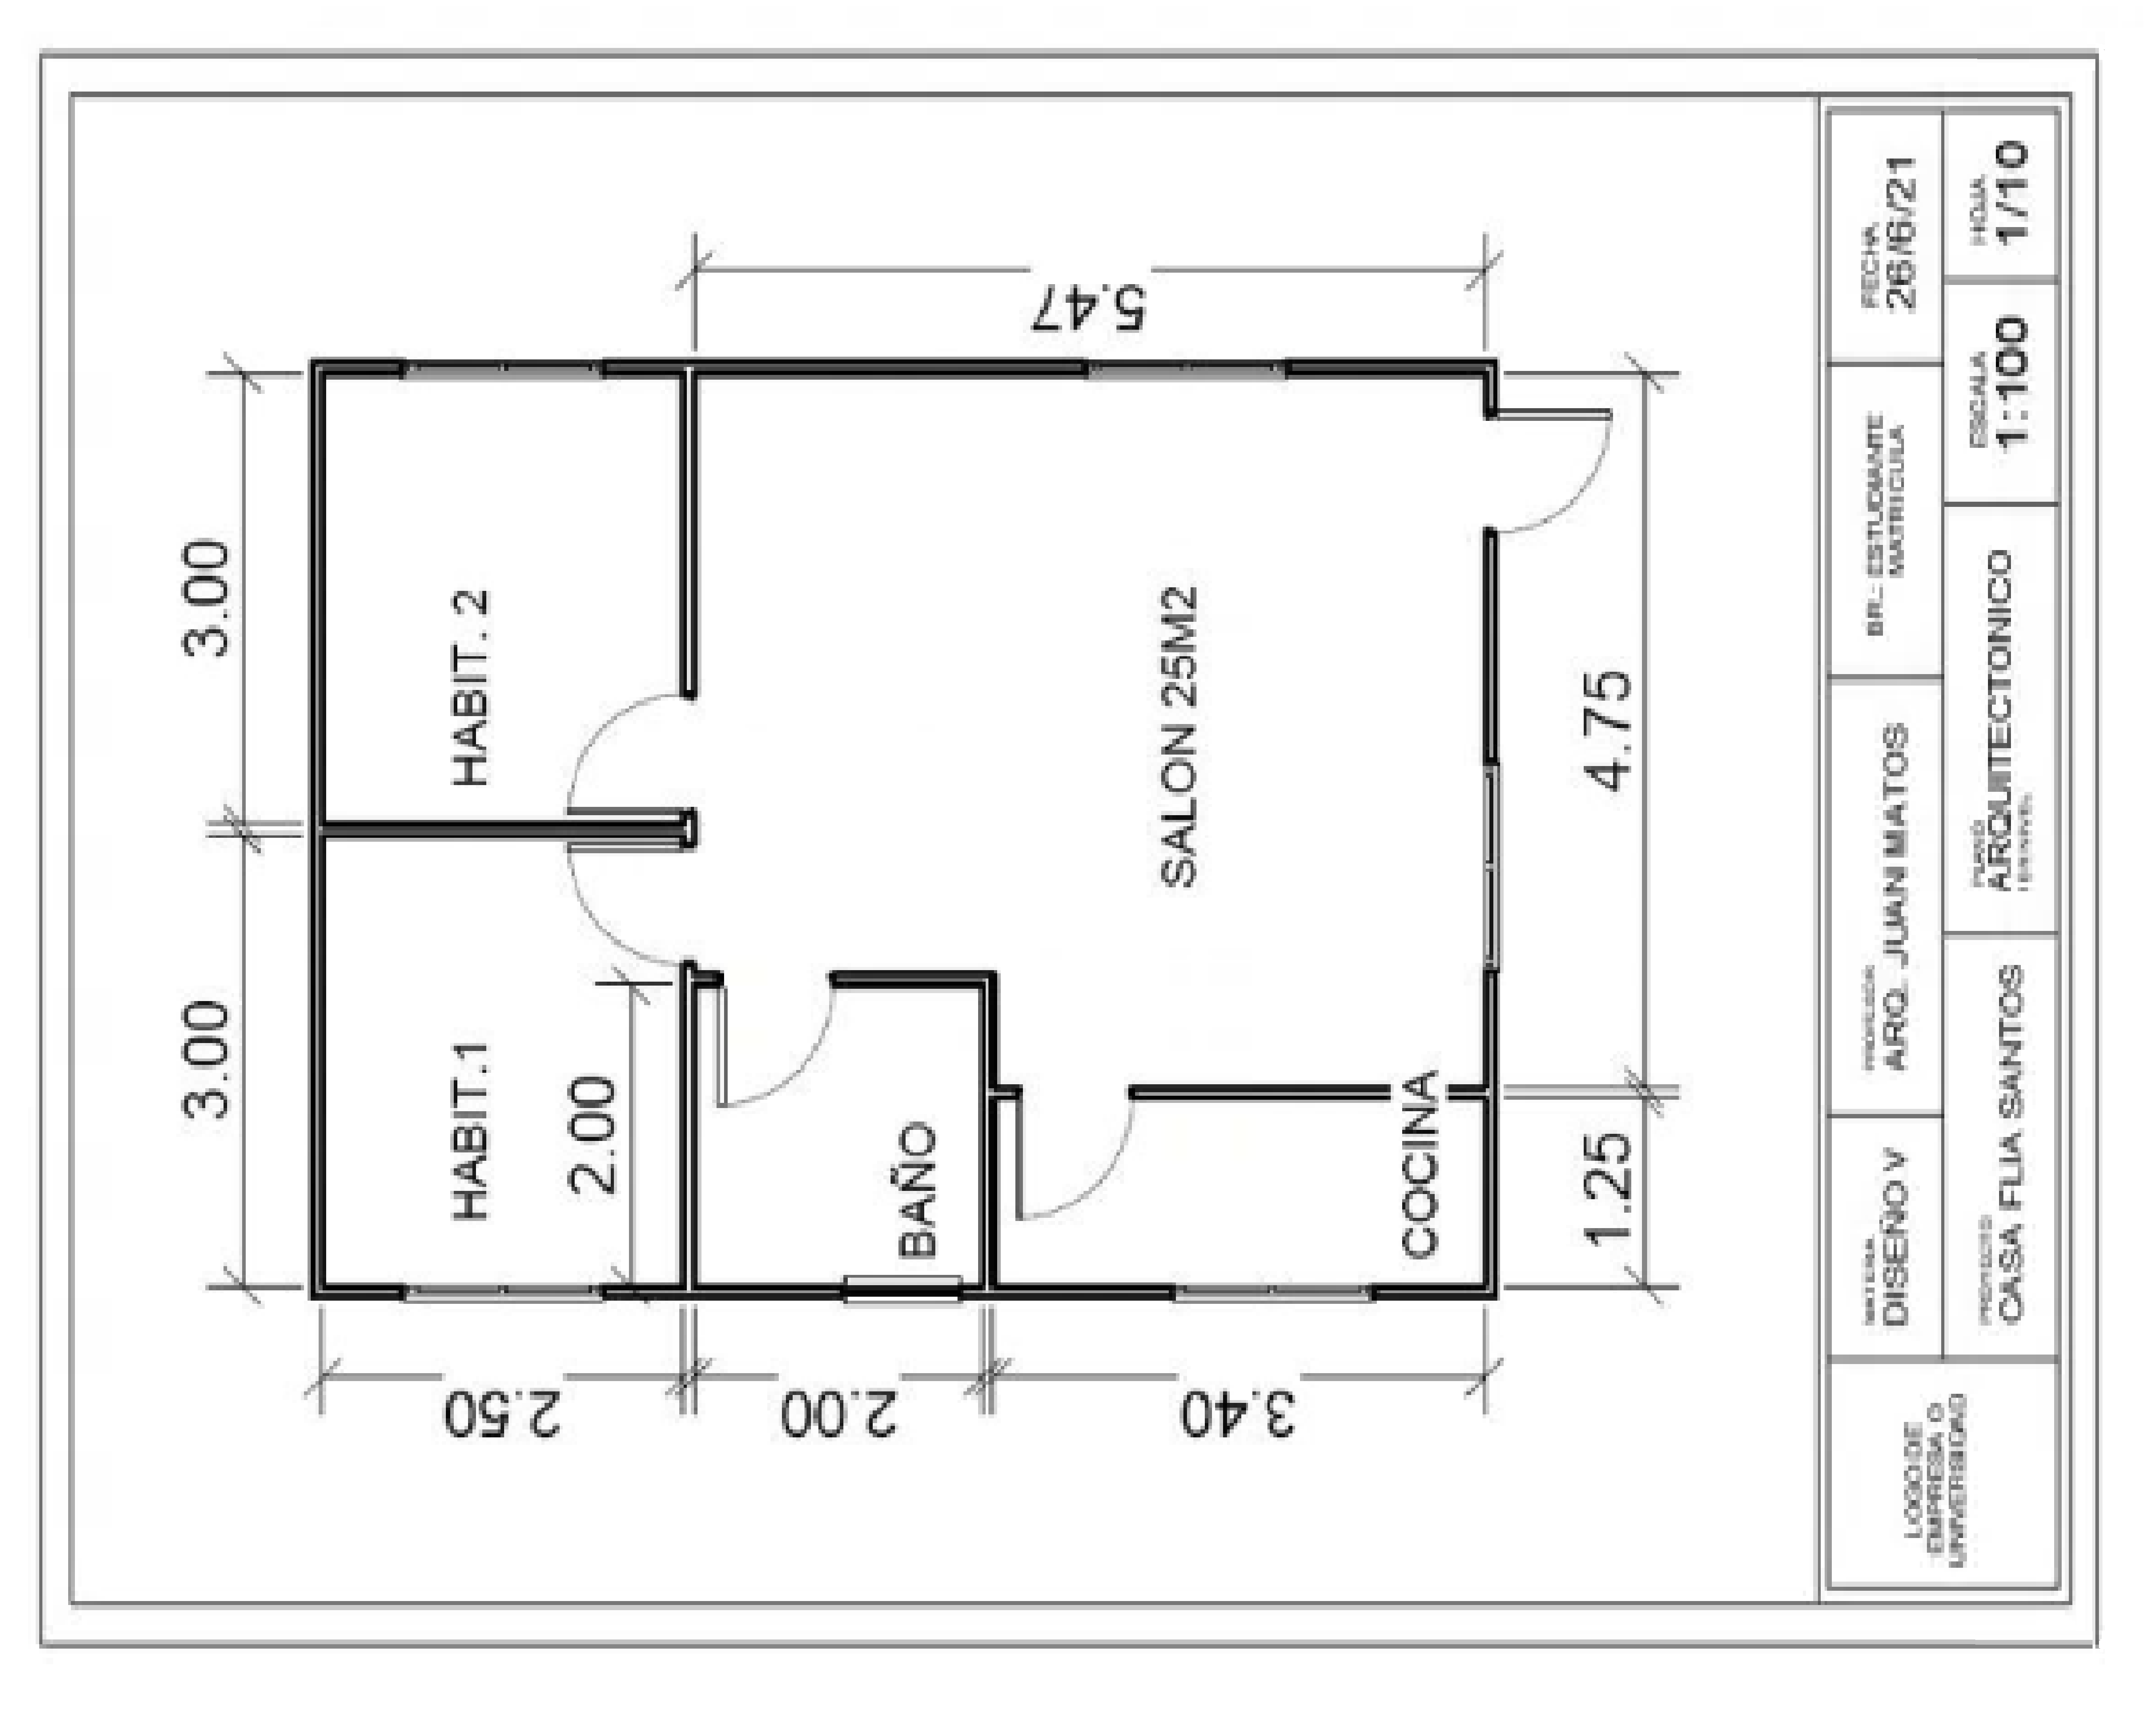 3.00
3.00
5.47
HABIT. 2
HABIT.1
2.00
SALON 25M2
BAÑO
COCINA
4.75
1.25
2.50
2.00
3.40
LOGO DE
EMPRESA O
UNIVERSIDAD
MATERIA
DISEÑO V
PROFESOR
ARQ. JUAN MATOS
BR.- ESTUDIANTE
MATRICULA
FECHA
26/6/21
PROYECTO
CASA FLIA SANTOS
PLANO
ARQUITECTONICO
ESCALA
1:100
HOJA
1/10